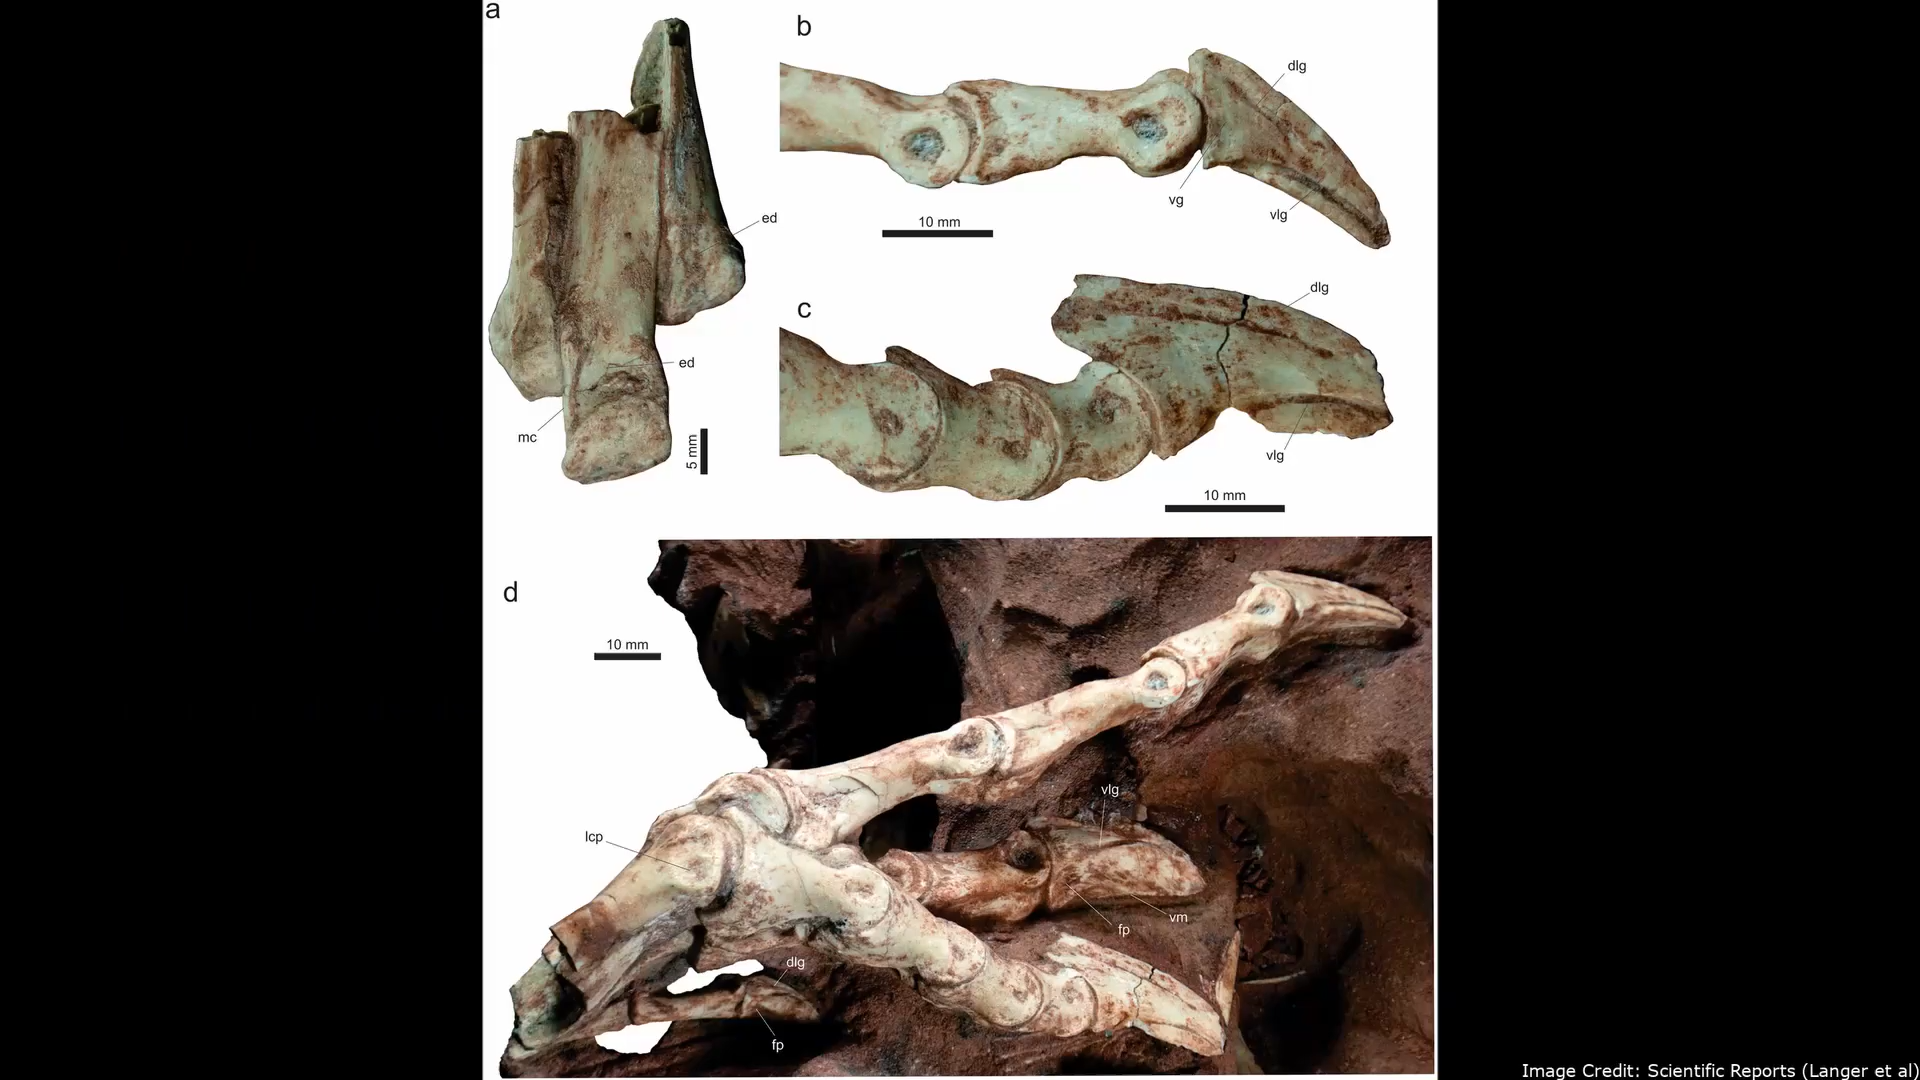 a
ed
ed
mc
5 mm
b
dlg
vg
vlg
10 mm
c
dlg
vlg
10 mm
d
10 mm
lcp
vlg
vm
fp
dlg
fp
Image Credit: Scientific Reports (Langer et al)